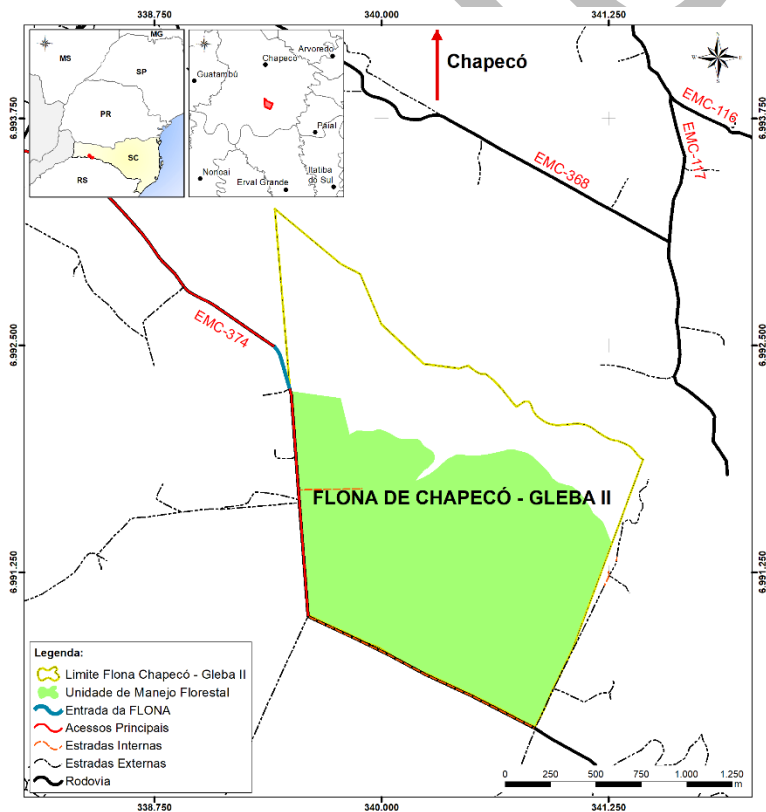 338.750
340.000
341.250
MG
MS
SP
PR
SC
RS
Chapecó
Arvoredo
Guatambú
Paial
Nonoai
Erval Grande
Itatiba
do Sul
Chapecó
N
S
W
E
EMC-116
EMC-117
EMC-368
EMC-374
6.993.750
6.993.750
6.992.500
6.992.500
6.991.250
6.991.250
FLONA DE CHAPECÓ - GLEBA II
Legenda:
Limite Flona Chapecó - Gleba II
Unidade de Manejo Florestal
Entrada da FLONA
Acessos Principais
Estradas Internas
Estradas Externas
Rodovia
0 250 500 750 1.000 1.250
m
338.750
340.000
341.250